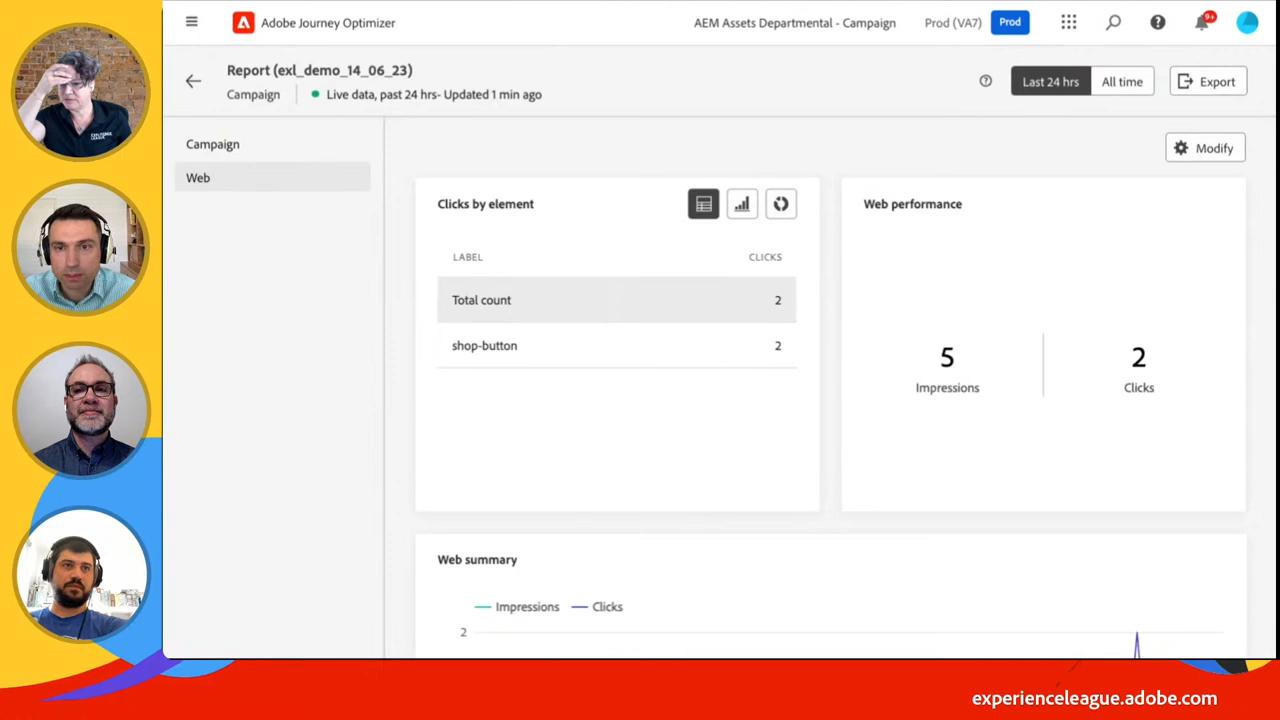 Adobe Journey Optimizer
AEM Assets Departmental - Campaign
Prod (VA7)
Prod
9+
Report (exl_demo_14_06_23)
Campaign
Live data, past 24 hrs- Updated 1 min ago
Last 24 hrs
All time
Export
Campaign
Web
Modify
Clicks by element
LABEL
CLICKS
Total count
2
shop-button
2
Web performance
5
Impressions
2
Clicks
Web summary
Impressions
Clicks
2
experienceleague.adobe.com